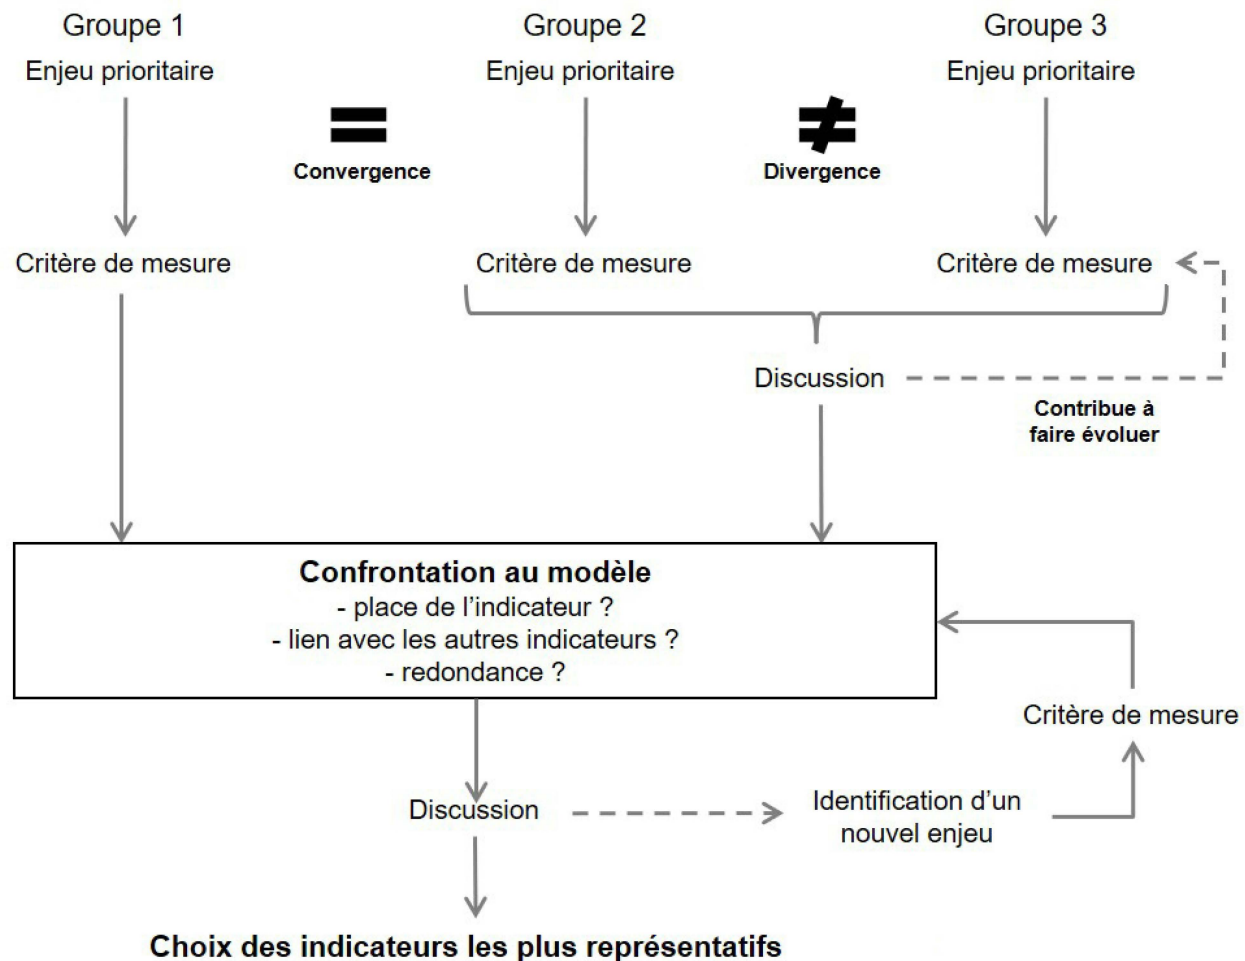 Groupe 1
Groupe 2
Groupe 3
Enjeu prioritaire
Enjeu prioritaire
Enjeu prioritaire
Convergence
Divergence
Critère de mesure
Critère de mesure
Critère de mesure
Discussion
Contribue à
faire évoluer
Confrontation au modèle
- place de l'indicateur ?
- lien avec les autres indicateurs ?
- redondance ?
Critère de mesure
Discussion
Identification d'un
nouvel enjeu
Choix des indicateurs les plus représentatifs